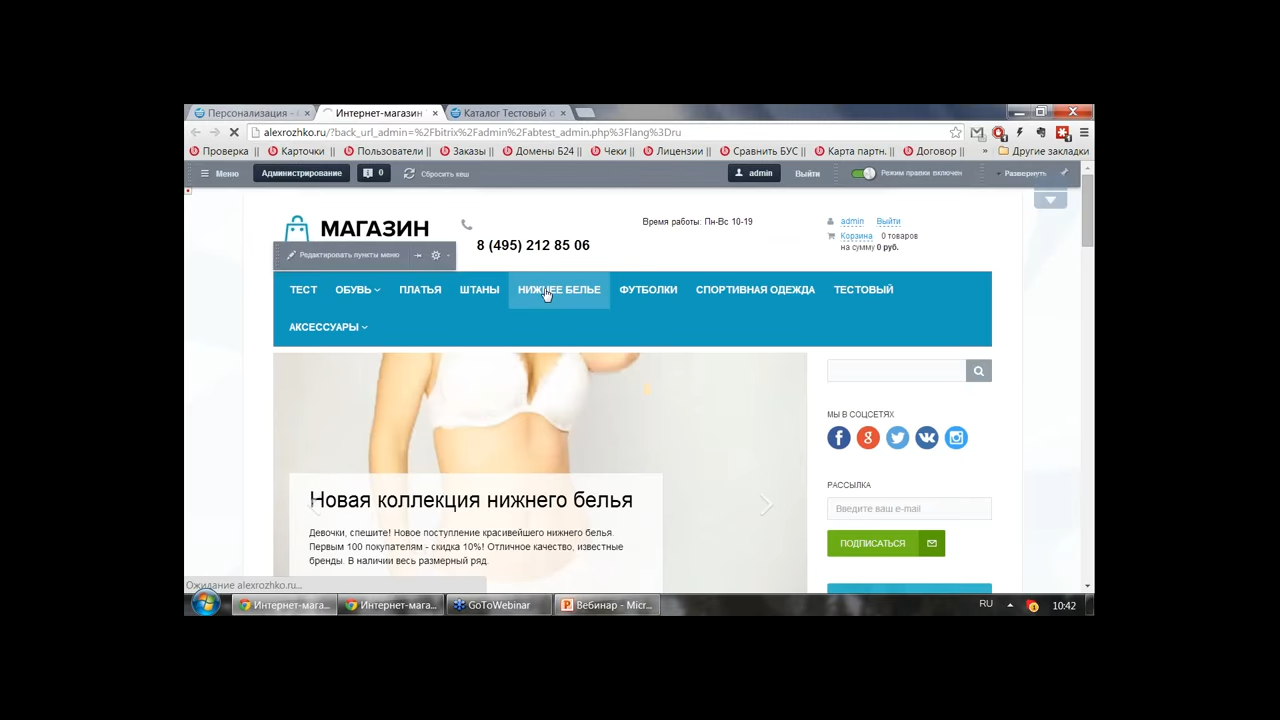 Персонализация -
Интернет-магазин
Каталог Тестовый
alexrozhko.ru/?back_url_admin=%2Fbitrix%2Fadmin%2Fabtest_admin.php%3Flang%3Dru
Проверка || Карточки || Пользователи || Заказы || Домены Б24 || Чеки || Лицензии || Сравнить БУС || Карта партн. || Договор || » Другие закладки
Меню Администрирование 0 Сбросить кеш admin Выйти Режим правки включен Развернуть
МАГАЗИН
8 (495) 212 85 06
Время работы: Пн-Вс 10-19
admin Выйти
Корзина 0 товаров
на сумму 0 руб.
Редактировать пункты меню
ТЕСТ ОБУВЬ ПЛАТЬЯ ШТАНЫ НИЖНЕЕ БЕЛЬЕ ФУТБОЛКИ СПОРТИВНАЯ ОДЕЖДА ТЕСТОВЫЙ
АКСЕССУАРЫ
Новая коллекция нижнего белья
Девочки, спешите! Новое поступление красивейшего нижнего белья.
Первым 100 покупателям - скидка 10%! Отличное качество, известные
бренды. В наличии весь размерный ряд.
МЫ В СОЦСЕТЯХ
РАССЫЛКА
Введите ваш e-mail
ПОДПИСАТЬСЯ
Ожидание alexrozhko.ru...
Интернет-мага... Интернет-мага... GoToWebinar Вебинар - Micr... RU 10:42